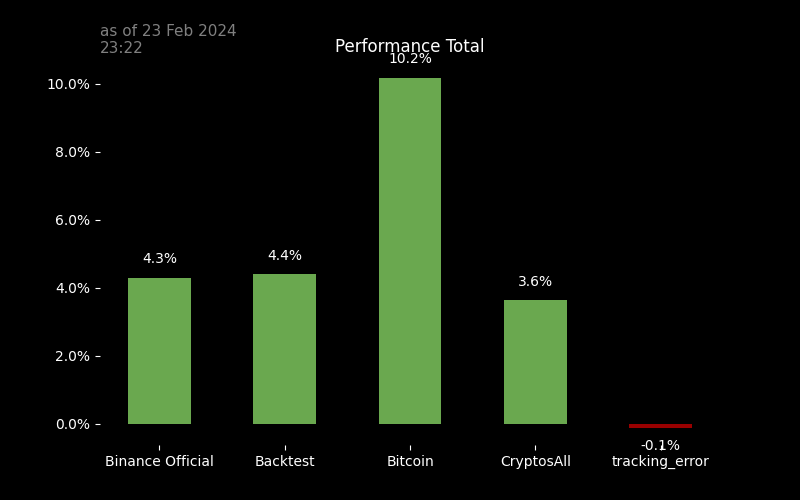 as of 23 Feb 2024
23:22
Performance Total
10.2%
10.0%
8.0%
6.0%
4.0%
2.0%
0.0%
4.3%
4.4%
3.6%
-0.1%
Binance Official
Backtest
Bitcoin
CryptosAll
tracking_error